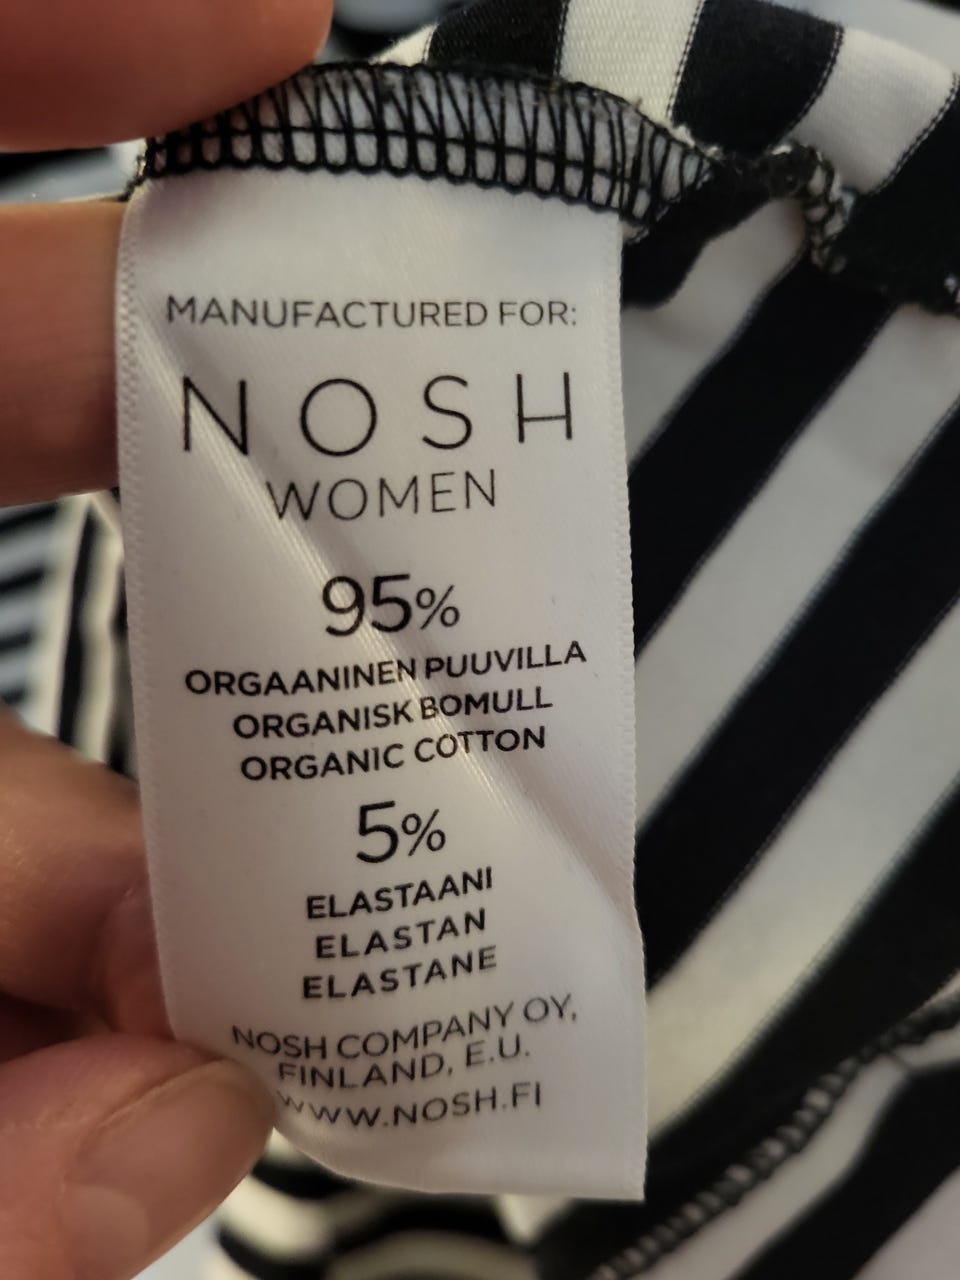 MANUFACTURED FOR:
NOSH
WOMEN
95%
ORGAANINEN PUUVILLA
ORGANISK BOMULL
ORGANIC COTTON
5%
ELASTAANI
ELASTAN
ELASTANE
NOSH COMPANY OY,
FINLAND, E.U.
WWW.NOSH.FI